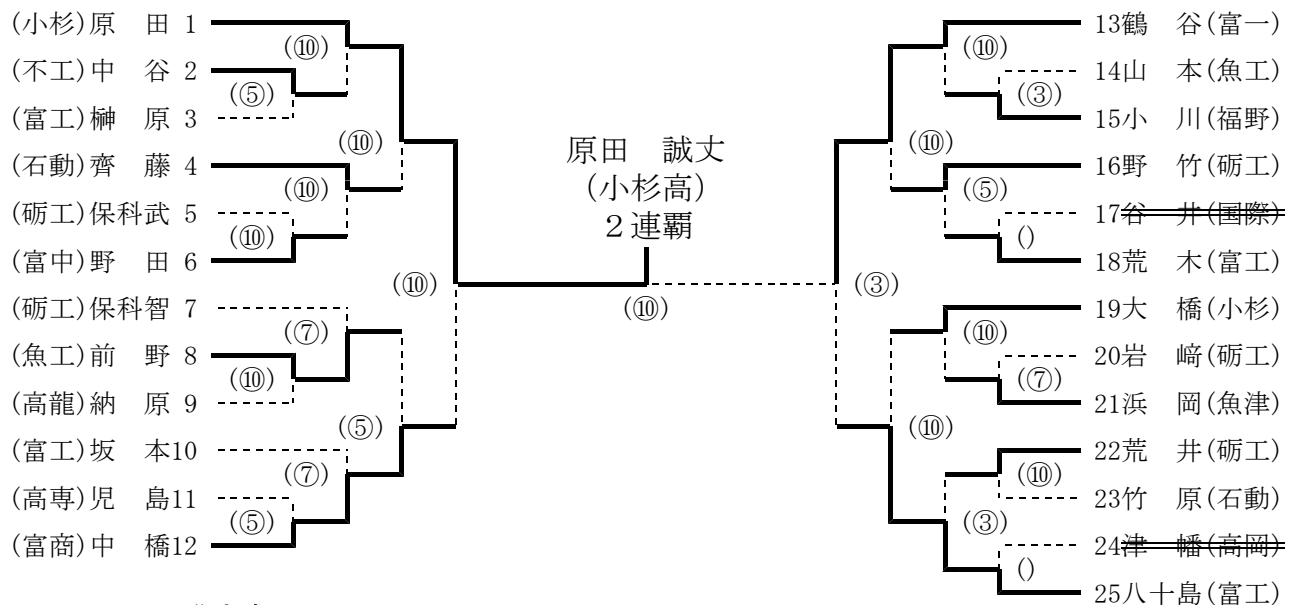 (小杉)原　田 1
(⑩)
(不工)中　谷 2
(⑤)
(富工)榊　原 3
(⑩)
(石動)齊　藤 4
(⑩)
(砺工)保科武 5
(⑩)
(富中)野　田 6
(⑩)
(砺工)保科智 7
(⑦)
(魚工)前　野 8
(⑩)
(高龍)納　原 9
(⑤)
(富工)坂　本10
(⑦)
(高専)児　島11
(⑤)
(富商)中　橋12
原田　誠丈
(小杉高)
２連覇
(⑩)
13鶴　谷(富一)
(⑩)
14山　本(魚工)
(③)
15小　川(福野)
(⑩)
16野　竹(砺工)
(⑤)
17谷　井(国際)
()
18荒　木(富工)
(③)
19大　橋(小杉)
(⑩)
20岩　﨑(砺工)
(⑦)
21浜　岡(魚津)
(⑩)
22荒　井(砺工)
(⑩)
23竹　原(石動)
(③)
24津　幡(高岡)
()
25八十島(富工)